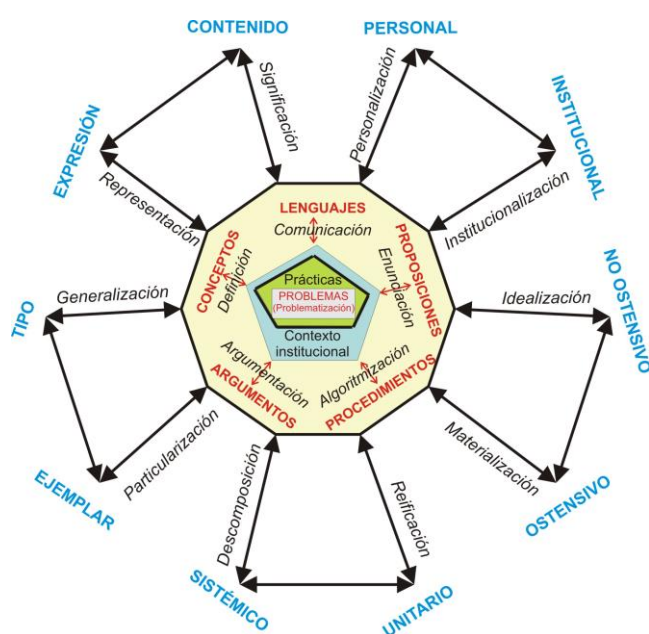 CONTENIDO
PERSONAL
Significación
Personalización
EXPRESIÓN
INSTITUCIONAL
Representación
Institucionalización
LENGUAJES
Comunicación
CONCEPTOS
Definición
PROPOSICIONES
Enunciación
Prácticas
PROBLEMAS
(Problematización)
Contexto
institucional
Argumentación
ARGUMENTOS
Algoritmización
PROCEDIMIENTOS
TIPO
Generalización
Idealización
NO OSTENSIVO
EJEMPLAR
Particularización
Materialización
OSTENSIVO
Descomposición
Reificación
SISTÉMICO
UNITARIO